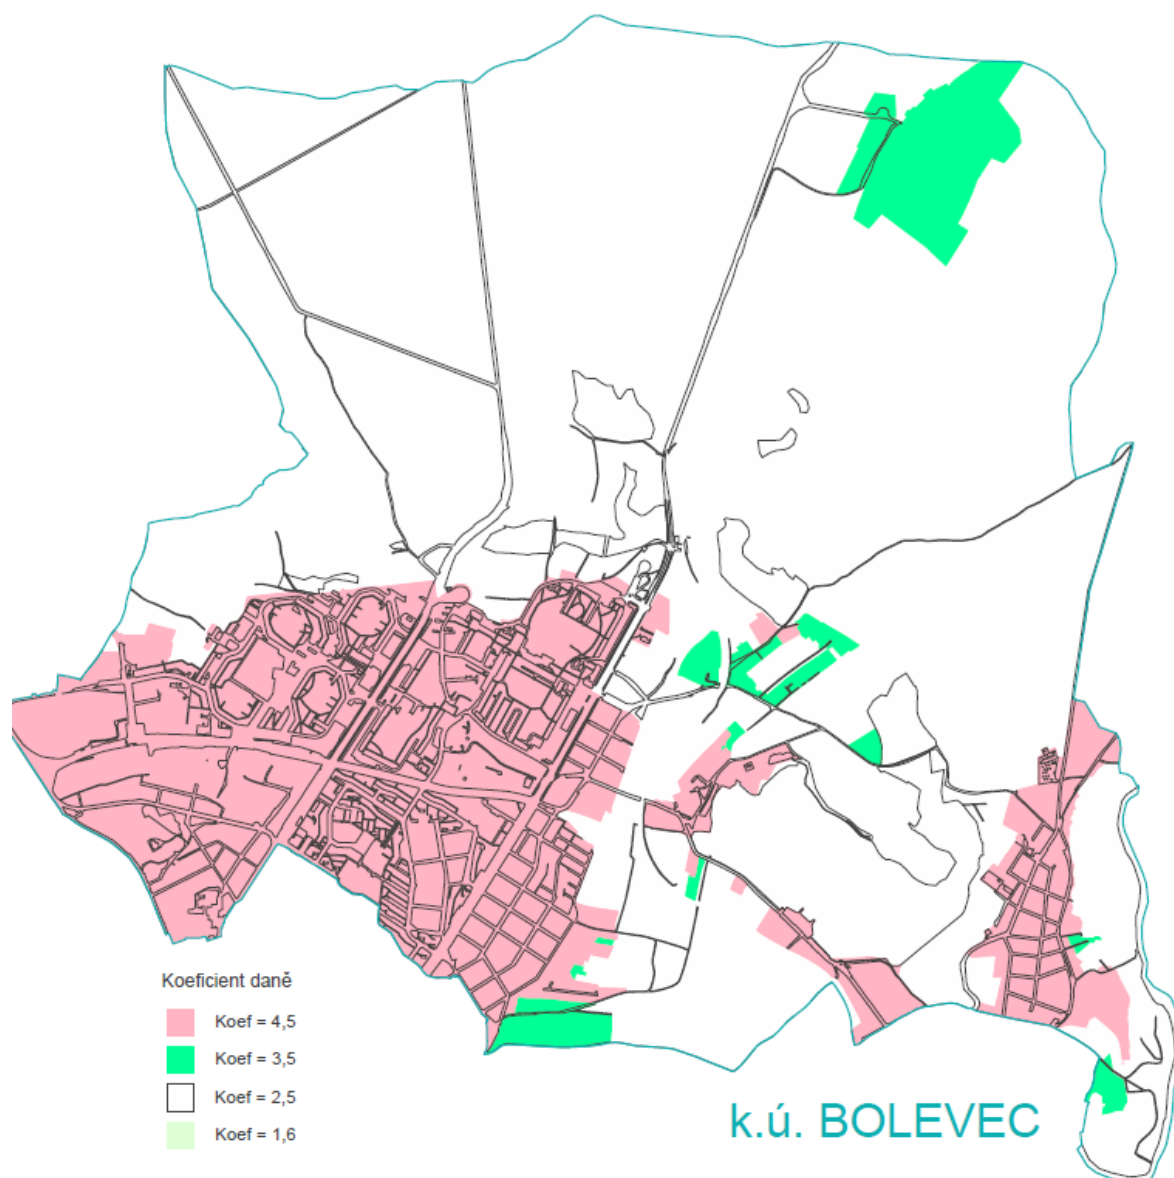 Koeficient daně
Koef = 4,5
Koef = 3,5
Koef = 2,5
Koef = 1,6
k.ú. BOLEVEC